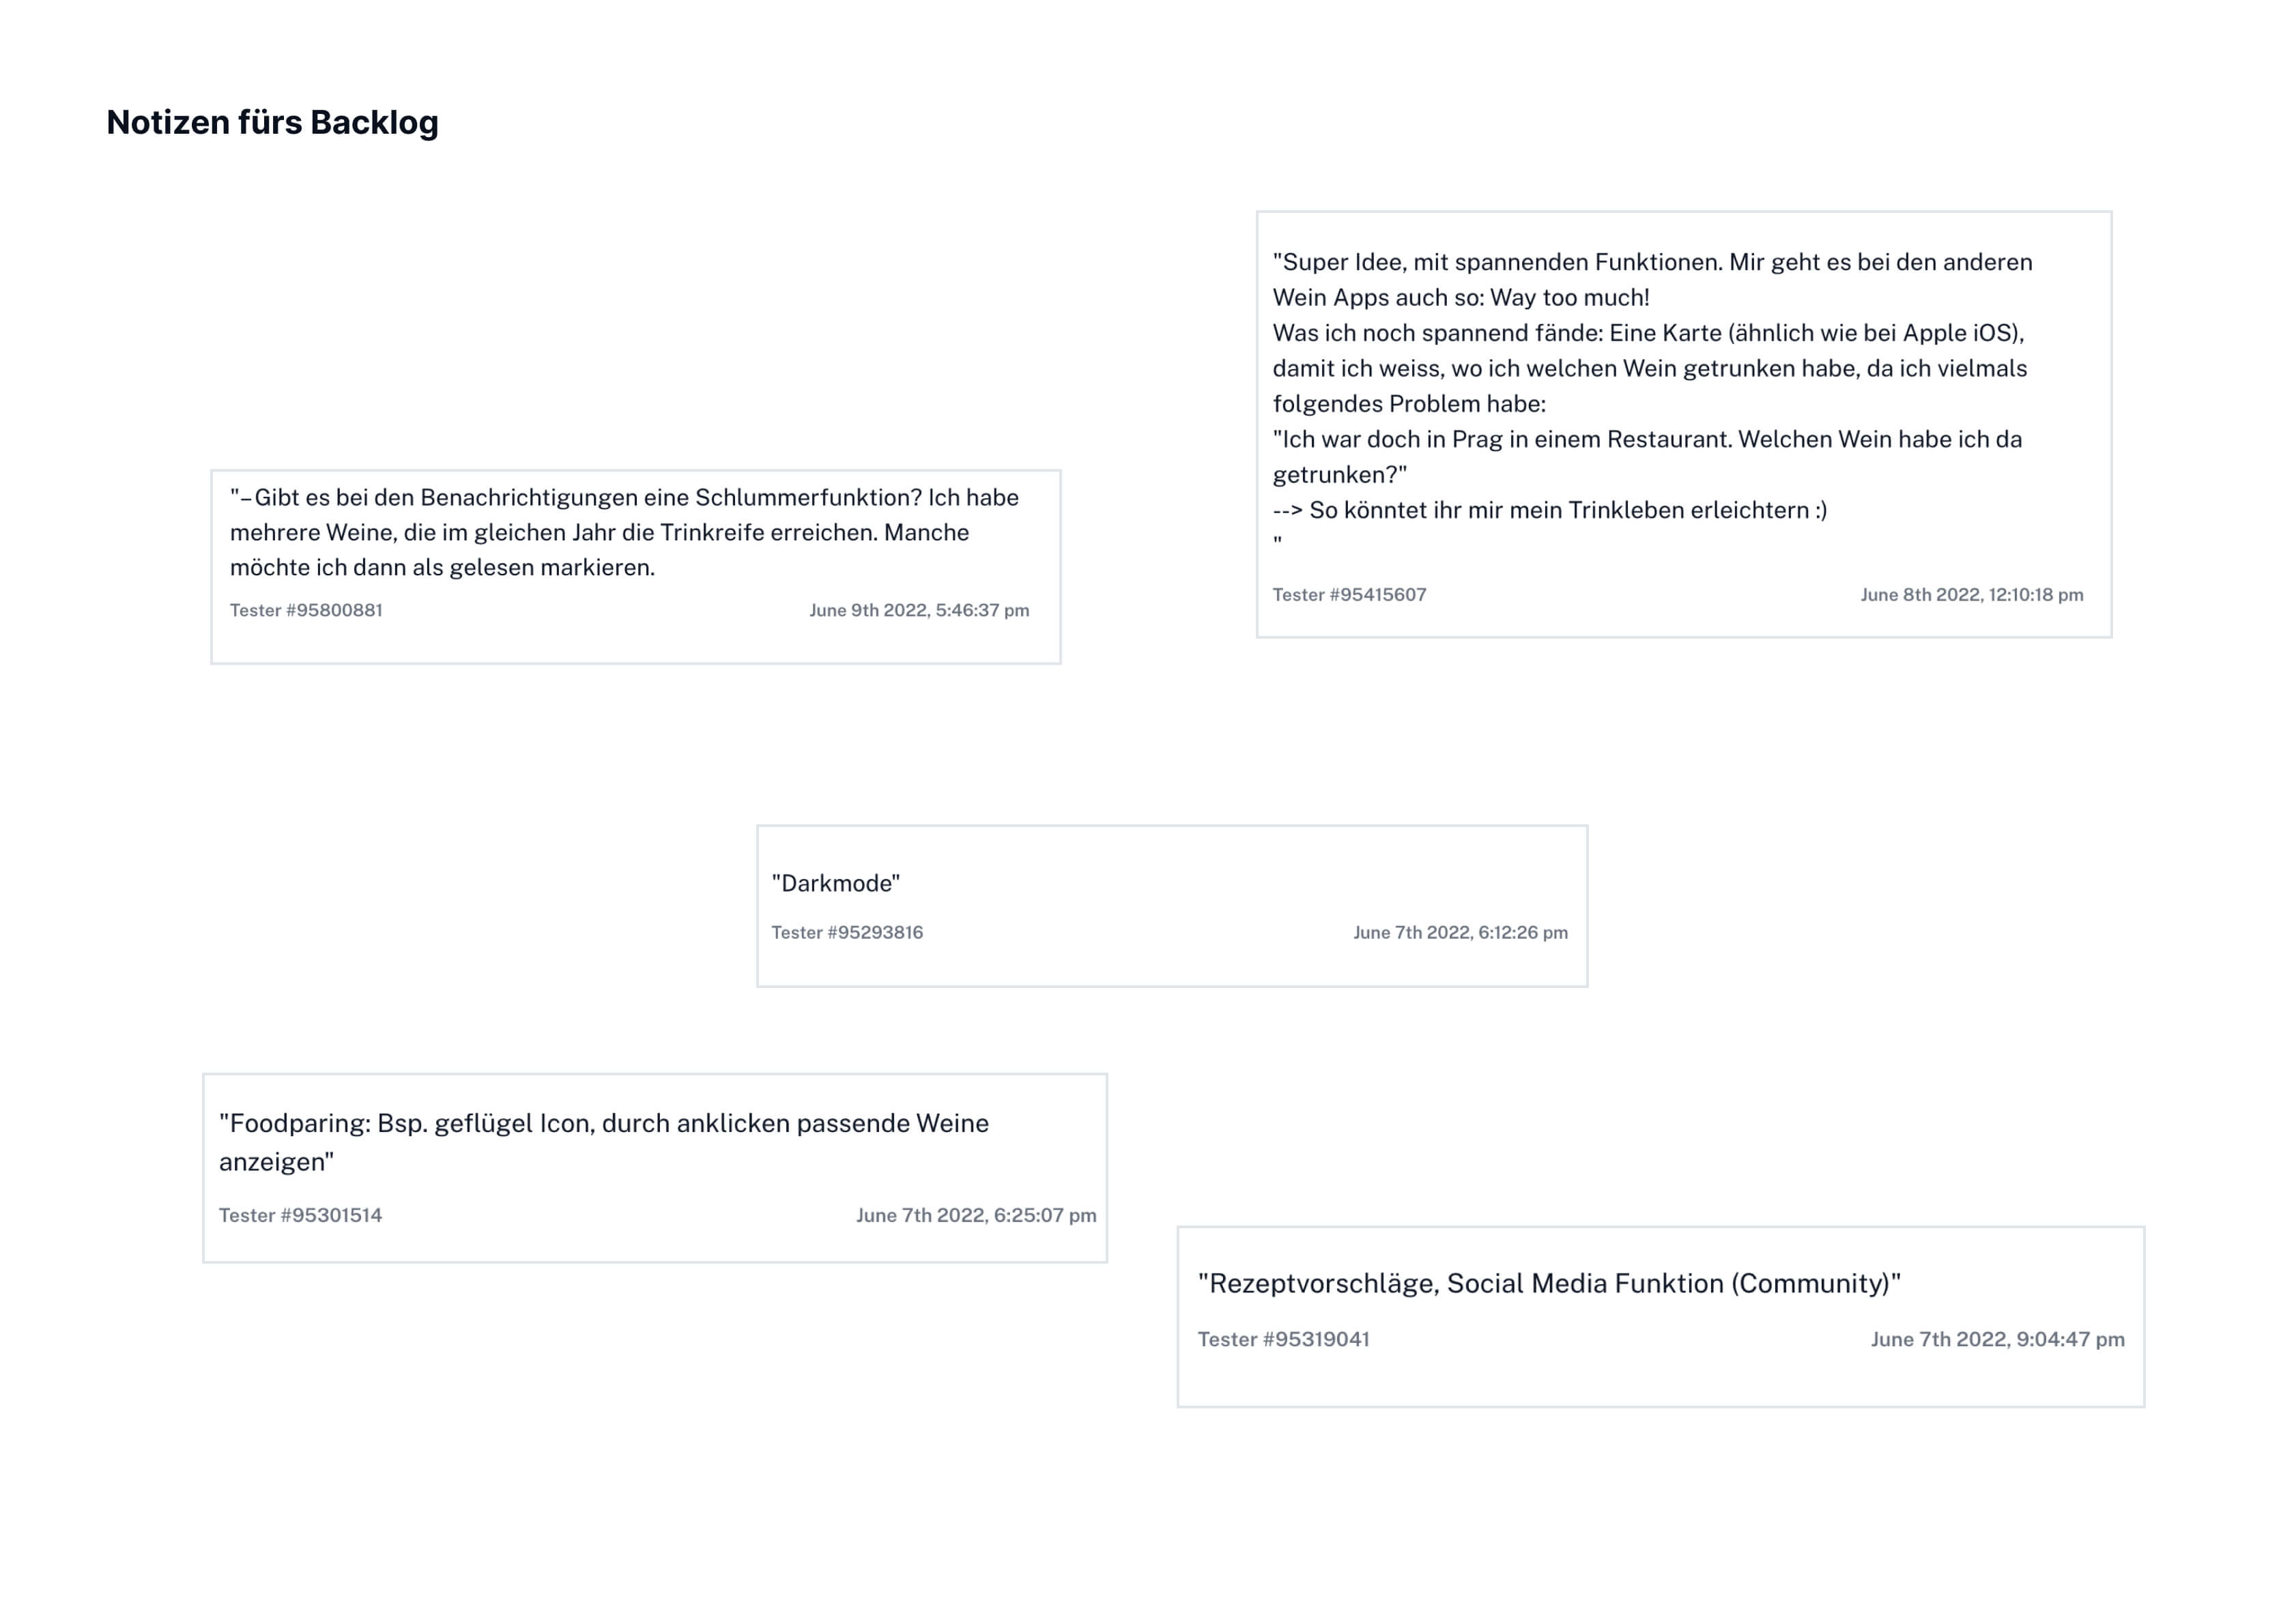 Notizen fürs Backlog
"Super Idee, mit spannenden Funktionen. Mir geht es bei den anderen
Wein Apps auch so: Way too much!
Was ich noch spannend fände: Eine Karte (ähnlich wie bei Apple iOS),
damit ich weiss, wo ich welchen Wein getrunken habe, da ich vielmals
folgendes Problem habe:
"Ich war doch in Prag in einem Restaurant. Welchen Wein habe ich da
getrunken?"
--> So könntet ihr mir mein Trinkleben erleichtern :)
"
Tester #95415607 June 8th 2022, 12:10:18 pm
"– Gibt es bei den Benachrichtigungen eine Schlummerfunktion? Ich habe
mehrere Weine, die im gleichen Jahr die Trinkreife erreichen. Manche
möchte ich dann als gelesen markieren.
Tester #95800881 June 9th 2022, 5:46:37 pm
"Darkmode"
Tester #95293816 June 7th 2022, 6:12:26 pm
"Foodparing: Bsp. geflügel Icon, durch anklicken passende Weine
anzeigen"
Tester #95301514 June 7th 2022, 6:25:07 pm
"Rezeptvorschläge, Social Media Funktion (Community)"
Tester #95319041 June 7th 2022, 9:04:47 pm